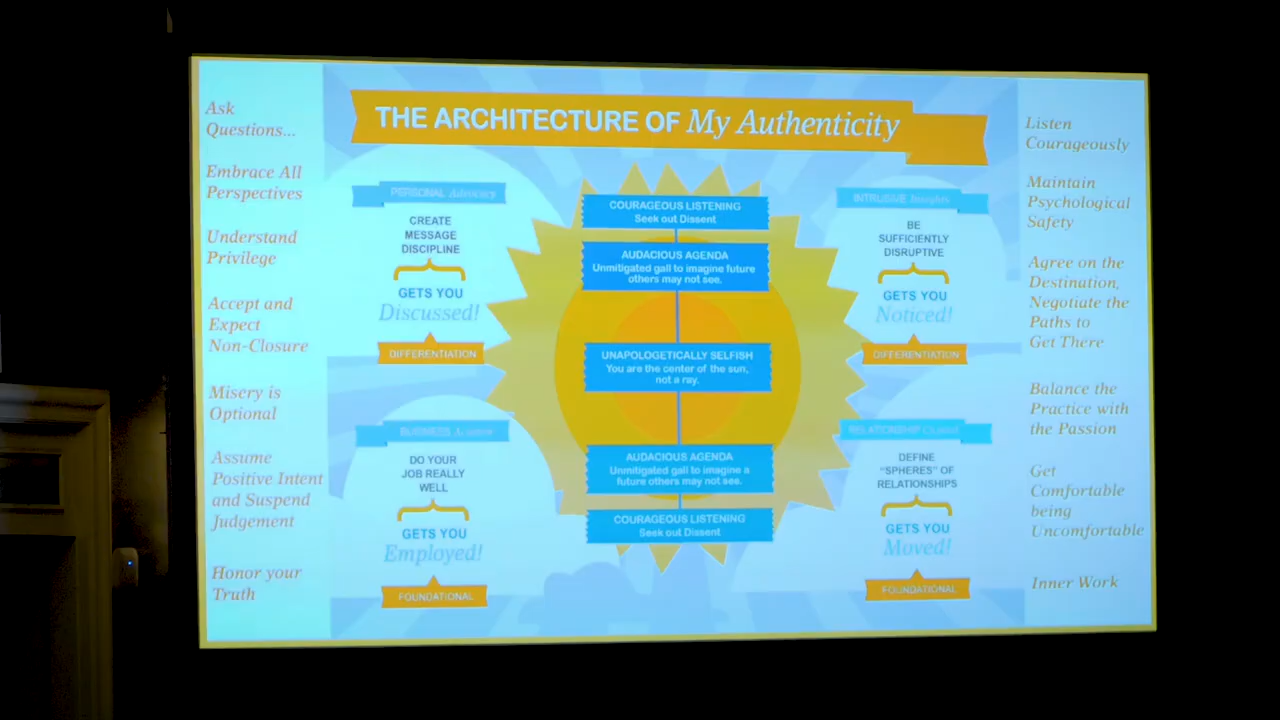 THE ARCHITECTURE OF My Authenticity
Ask
Questions...
Embrace All
Perspectives
Understand
Privilege
Accept and
Expect
Non-Closure
Misery is
Optional
Assume
Positive Intent
and Suspend
Judgement
Honor your
Truth
PERSONAL Advocacy
CREATE
MESSAGE
DISCIPLINE
GETS YOU
Discussed!
DIFFERENTIATION
BUSINESS
DO YOUR
JOB REALLY
WELL
GETS YOU
Employed!
FOUNDATIONAL
COURAGEOUS LISTENING
Seek out Dissent
AUDACIOUS AGENDA
Unmitigated gall to imagine future
others may not see.
UNAPOLOGETICALLY SELFISH
You are the center of the sun,
not a ray.
AUDACIOUS AGENDA
Unmitigated gall to imagine a
future others may not see.
COURAGEOUS LISTENING
Seek out Dissent
INTRUSIVE Insights
BE
SUFFICIENTLY
DISRUPTIVE
GETS YOU
Noticed!
DIFFERENTIATION
RELATIONSHIP
DEFINE
"SPHERES" OF
RELATIONSHIPS
GETS YOU
Moved!
FOUNDATIONAL
Listen
Courageously
Maintain
Psychological
Safety
Agree on the
Destination,
Negotiate the
Paths to
Get There
Balance the
Practice with
the Passion
Get
Comfortable
being
Uncomfortable
Inner Work